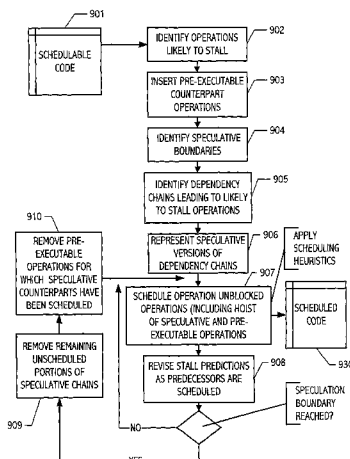 901
SCHEDULABLE
CODE
902
IDENTIFY OPERATIONS
LIKELY TO STALL
903
INSERT PRE-EXECUTABLE
COUNTERPART
OPERATIONS
904
IDENTIFY SPECULATIVE
BOUNDARIES
IDENTIFY DEPENDENCY
CHAINS LEADING TO LIKELY
TO STALL OPERATIONS
905
906
REPRESENT SPECULATIVE
VERSIONS OF
DEPENDENCY CHAINS
907
APPLY
SCHEDULING
HEURISTICS
910
REMOVE PRE-
EXECUTABLE
OPERATIONS FOR
WHICH SPECULATIVE
COUNTERPARTS HAVE
BEEN SCHEDULED
SCHEDULE OPERATION UNBLOCKED
OPERATIONS (INCLUDING HOIST OF
SPECULATIVE AND PRE-
EXECUTABLE OPERATIONS
SCHEDULED
CODE
930
REVISE STALL PREDICTIONS
AS PREDECESSORS ARE
SCHEDULED
908
REMOVE REMAINING
UNSCHEDULED
PORTIONS OF
SPECULATIVE CHAINS
909
NO
SPECULATION
BOUNDARY
REACHED?